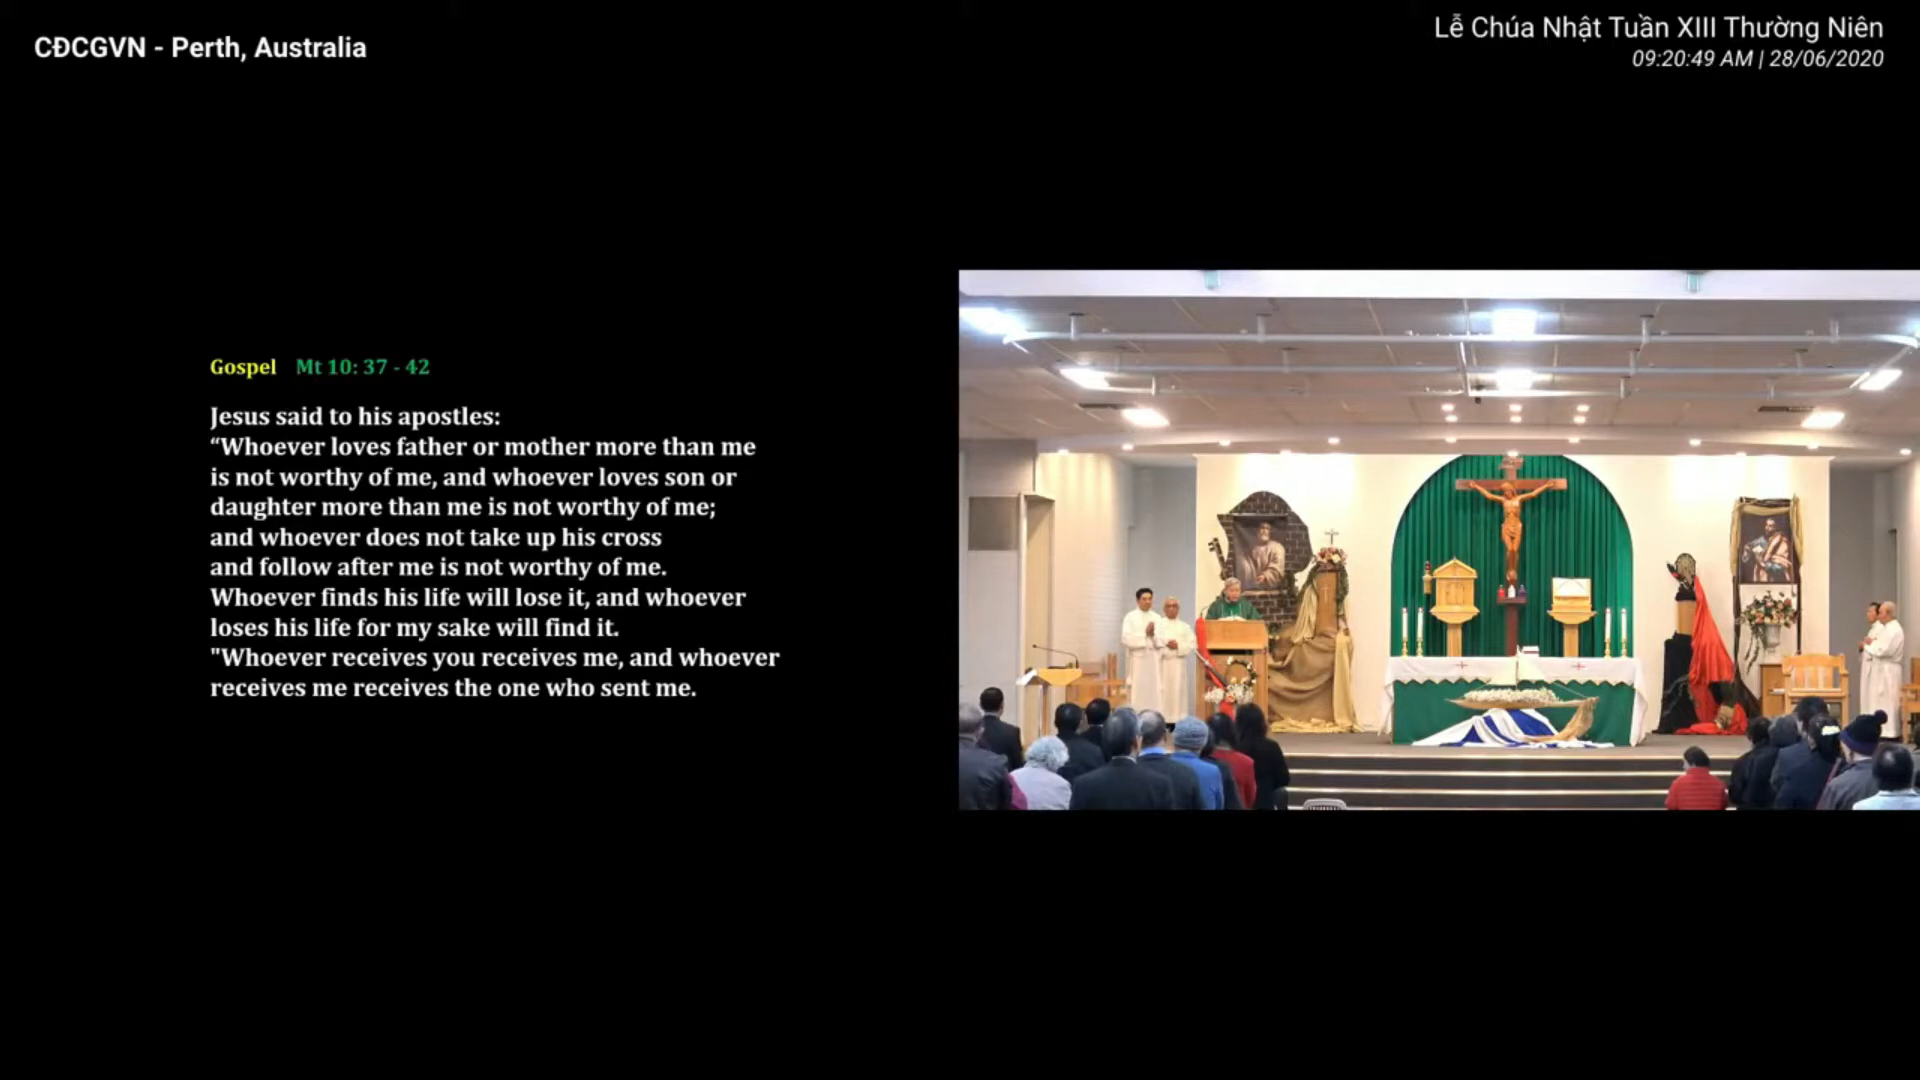 CĐCGVN - Perth, Australia
Lễ Chúa Nhật Tuần XIII Thường Niên
09:20:49 AM | 28/06/2020
Gospel Mt 10: 37 - 42
Jesus said to his apostles:
“Whoever loves father or mother more than me
is not worthy of me, and whoever loves son or
daughter more than me is not worthy of me;
and whoever does not take up his cross
and follow after me is not worthy of me.
Whoever finds his life will lose it, and whoever
loses his life for my sake will find it.
"Whoever receives you receives me, and whoever
receives me receives the one who sent me.